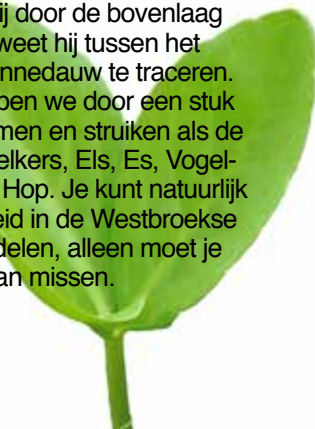 ij door de bovenlaag
weet hij tussen het
nnedauw te traceren.
pen we door een stuk
men en struiken als de
elkers, Els, Es, Vogel-
Hop. Je kunt natuurlijk
eid in de Westbroekse
delen, alleen moet je
an missen.